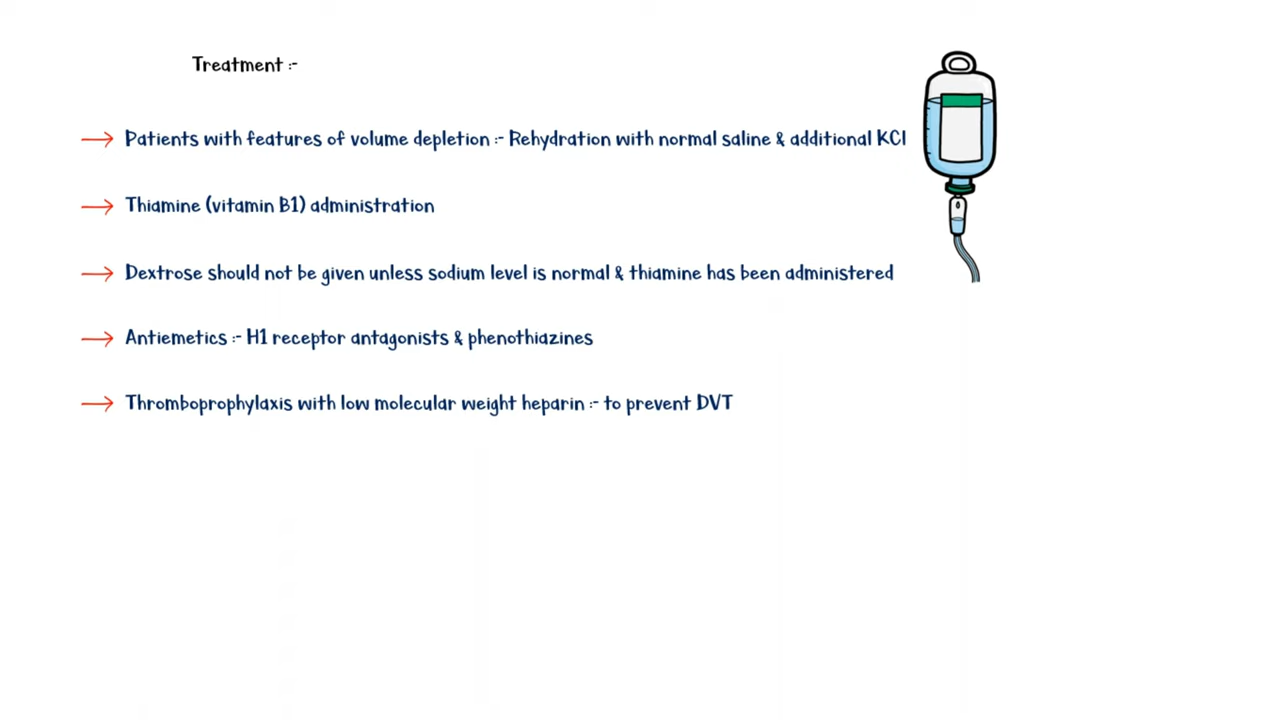 Treatment :-
Patients with features of volume depletion :- Rehydration with normal saline & additional KCl
Thiamine (vitamin B1) administration
Dextrose should not be given unless sodium level is normal & thiamine has been administered
Antiemetics :- H1 receptor antagonists & phenothiazines
Thromboprophylaxis with low molecular weight heparin :- to prevent DVT